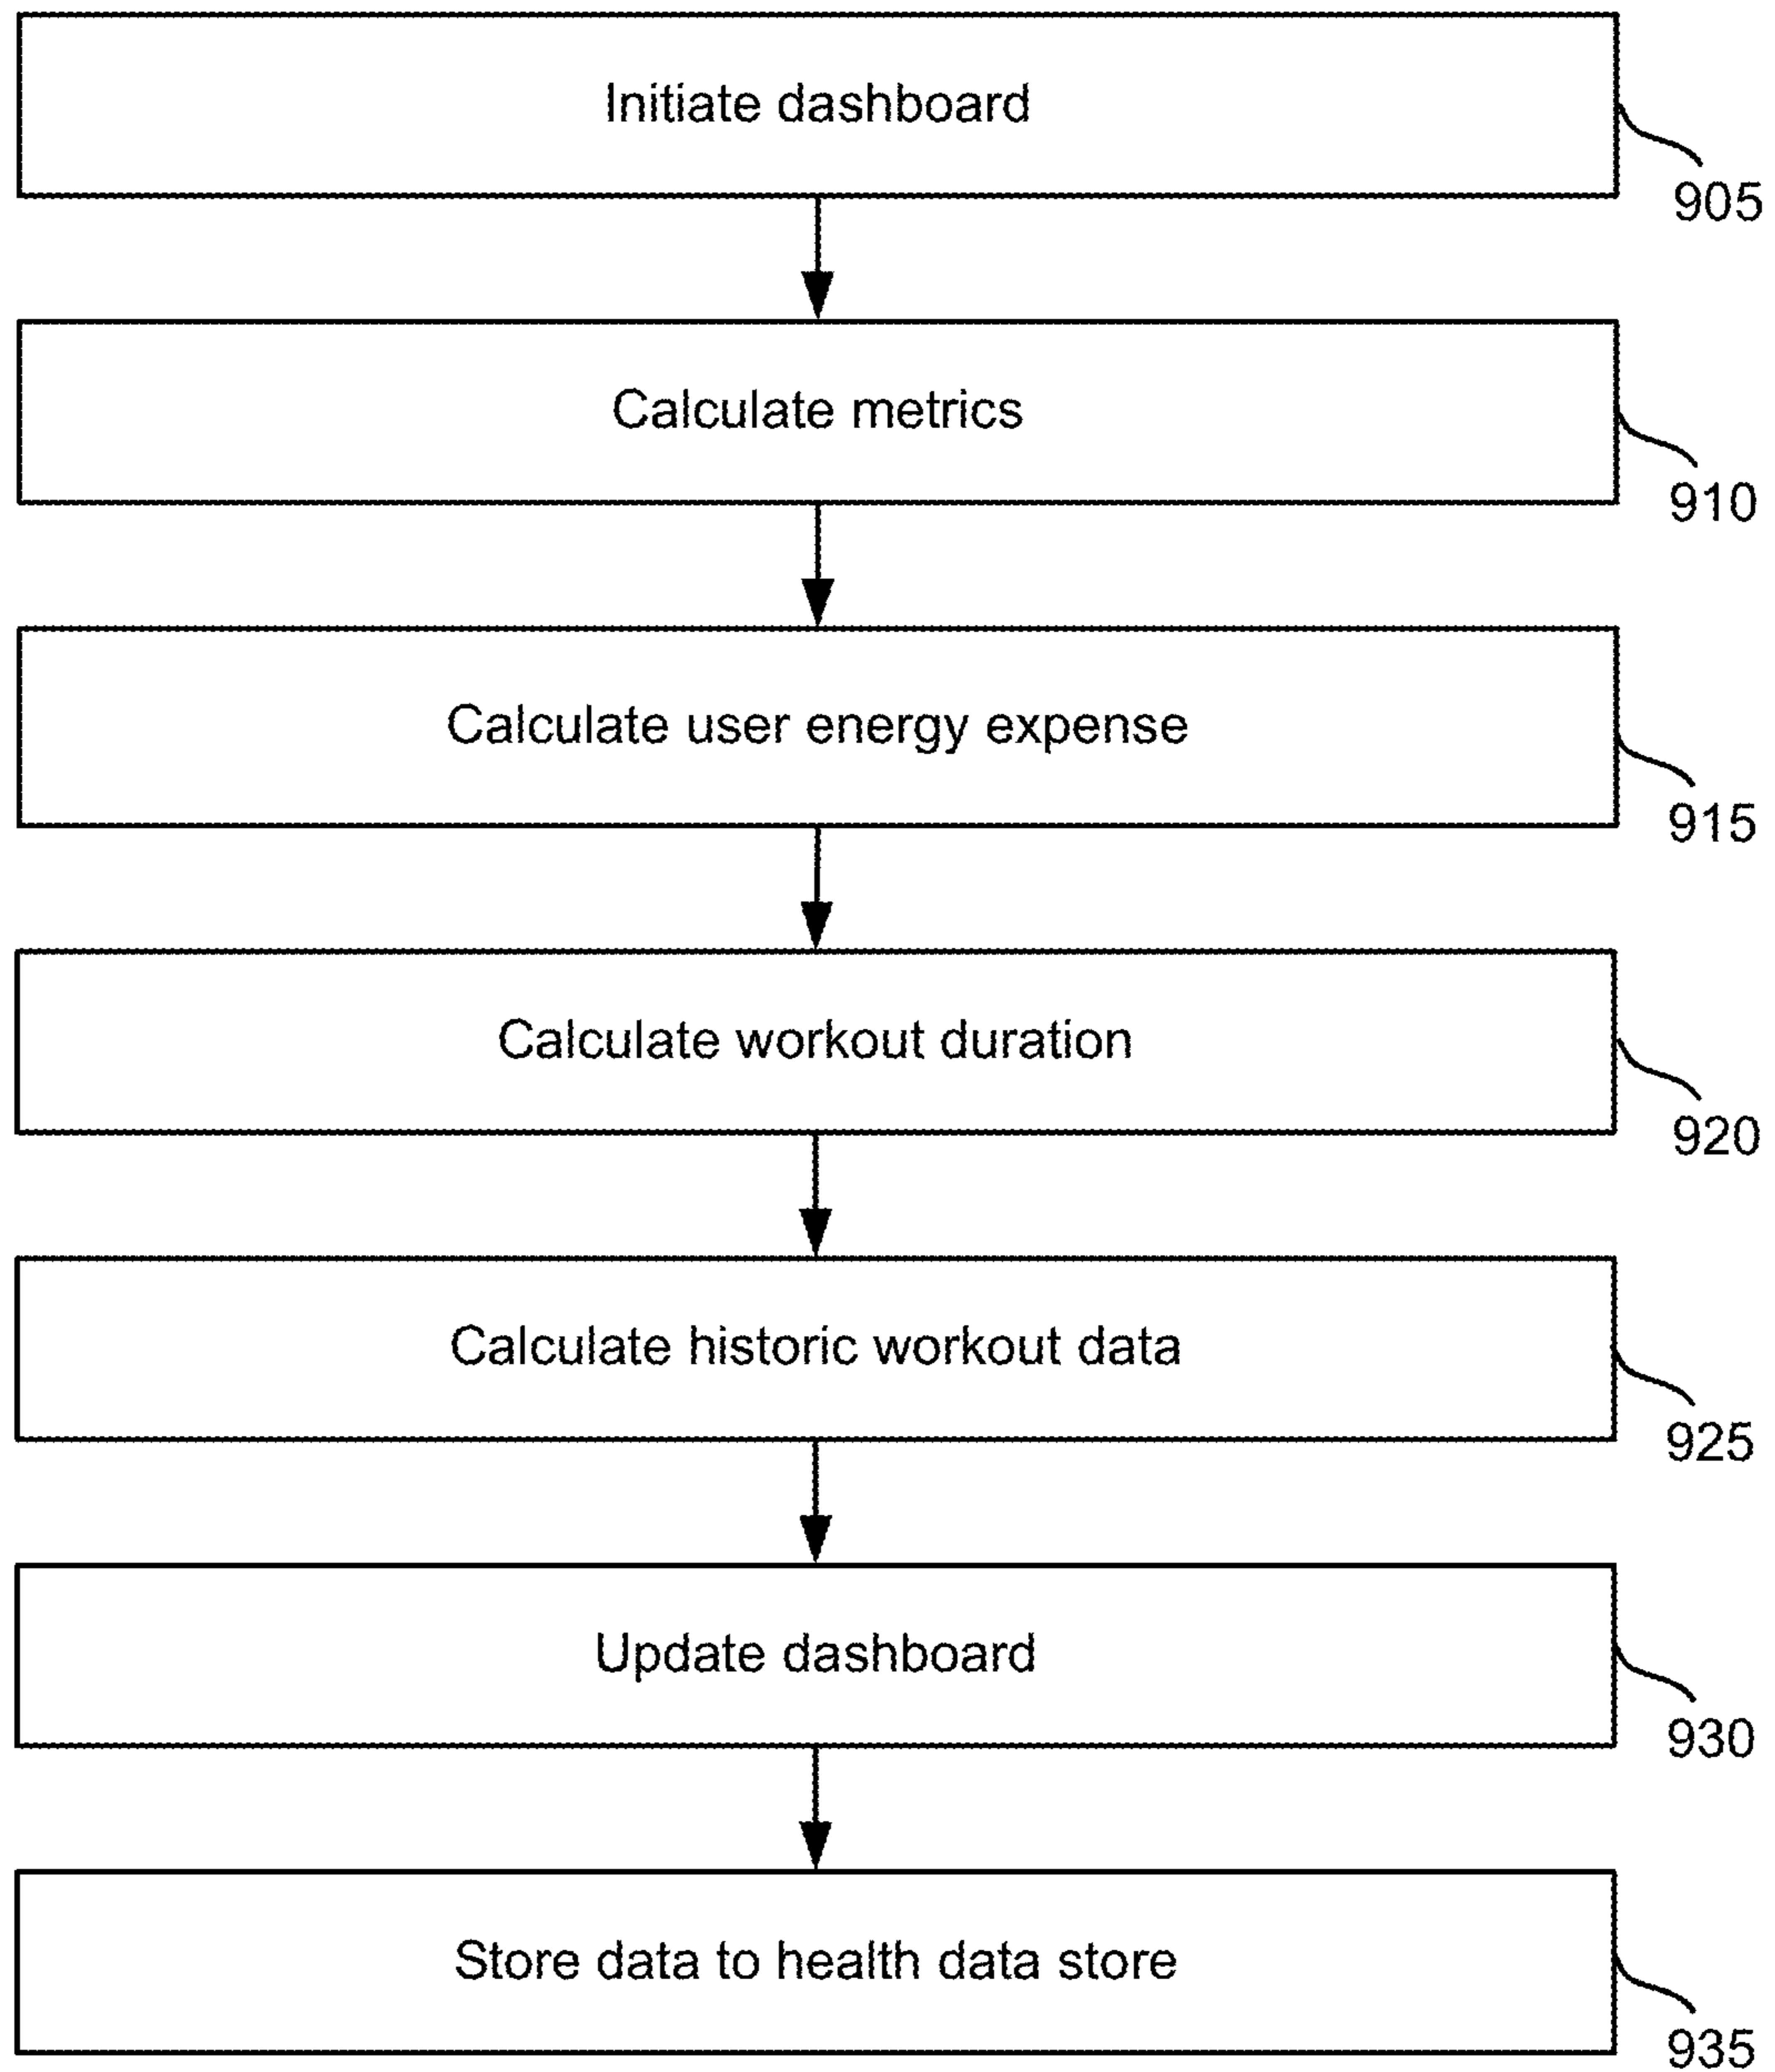 Initiate dashboard
905
Calculate metrics
910
Calculate user energy expense
915
Calculate workout duration
920
Calculate historic workout data
925
Update dashboard
930
Store data to health data store
935